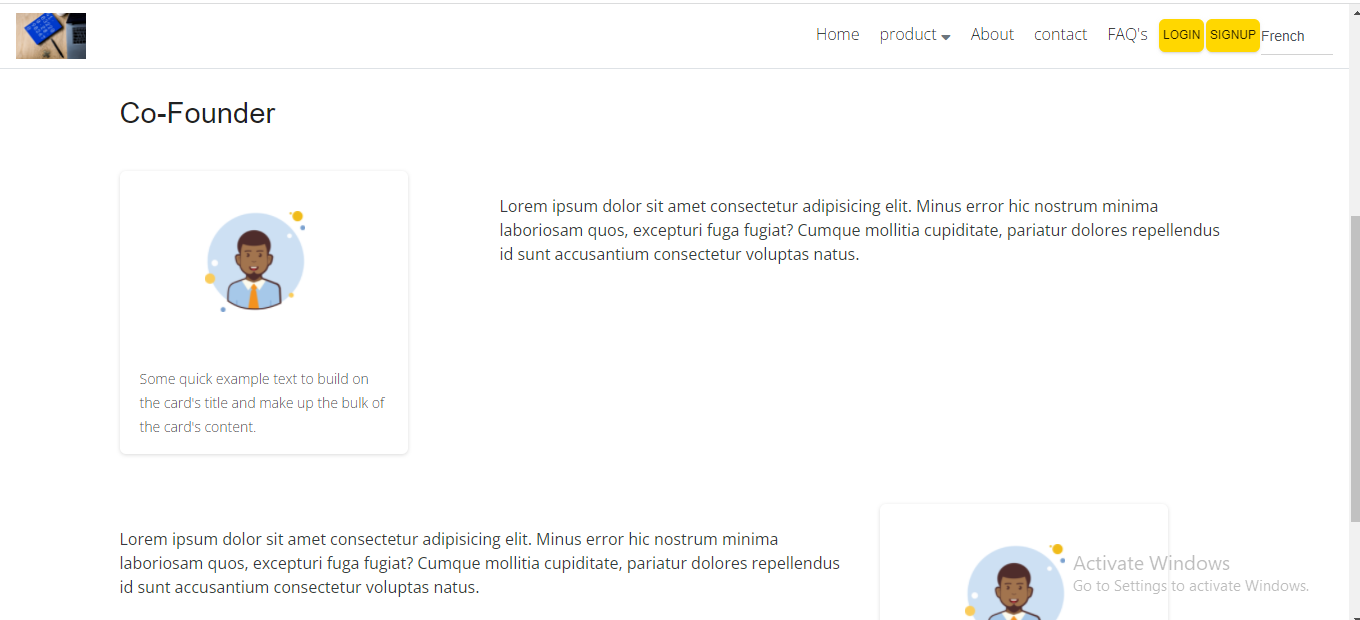 Home product About contact FAQ's LOGIN SIGNUP French
Co-Founder
Lorem ipsum dolor sit amet consectetur adipisicing elit. Minus error hic nostrum minima
laboriosam quos, excepturi fuga fugiat? Cumque mollitia cupiditate, pariatur dolores repellendus
id sunt accusantium consectetur voluptas natus.
Some quick example text to build on
the card's title and make up the bulk of
the card's content.
Lorem ipsum dolor sit amet consectetur adipisicing elit. Minus error hic nostrum minima
laboriosam quos, excepturi fuga fugiat? Cumque mollitia cupiditate, pariatur dolores repellendus
id sunt accusantium consectetur voluptas natus.
Activate Windows
Go to Settings to activate Windows.